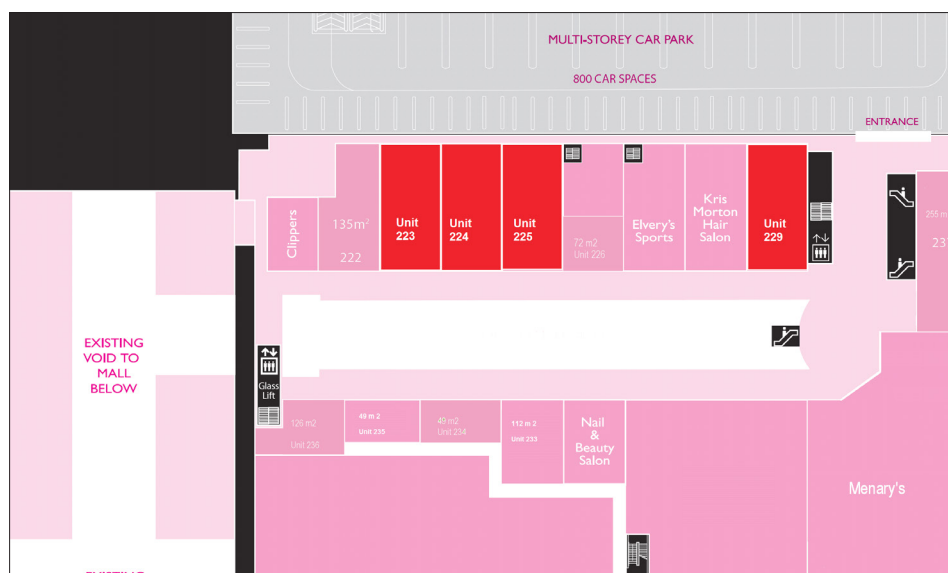 MULTI-STOREY CAR PARK
800 CAR SPACES
ENTRANCE
Clippers
135m²
222
Unit
223
Unit
224
Unit
225
72 m2
Unit 226
Elvery's
Sports
Kris
Morton
Hair
Salon
Unit
229
255 m
23
EXISTING
VOID TO
MALL
BELOW
Glass
Lift
126 m2
Unit 236
49 m 2
Unit 235
49 m2
Unit 234
112 m 2
Unit 233
Nail
&
Beauty
Salon
Menary's